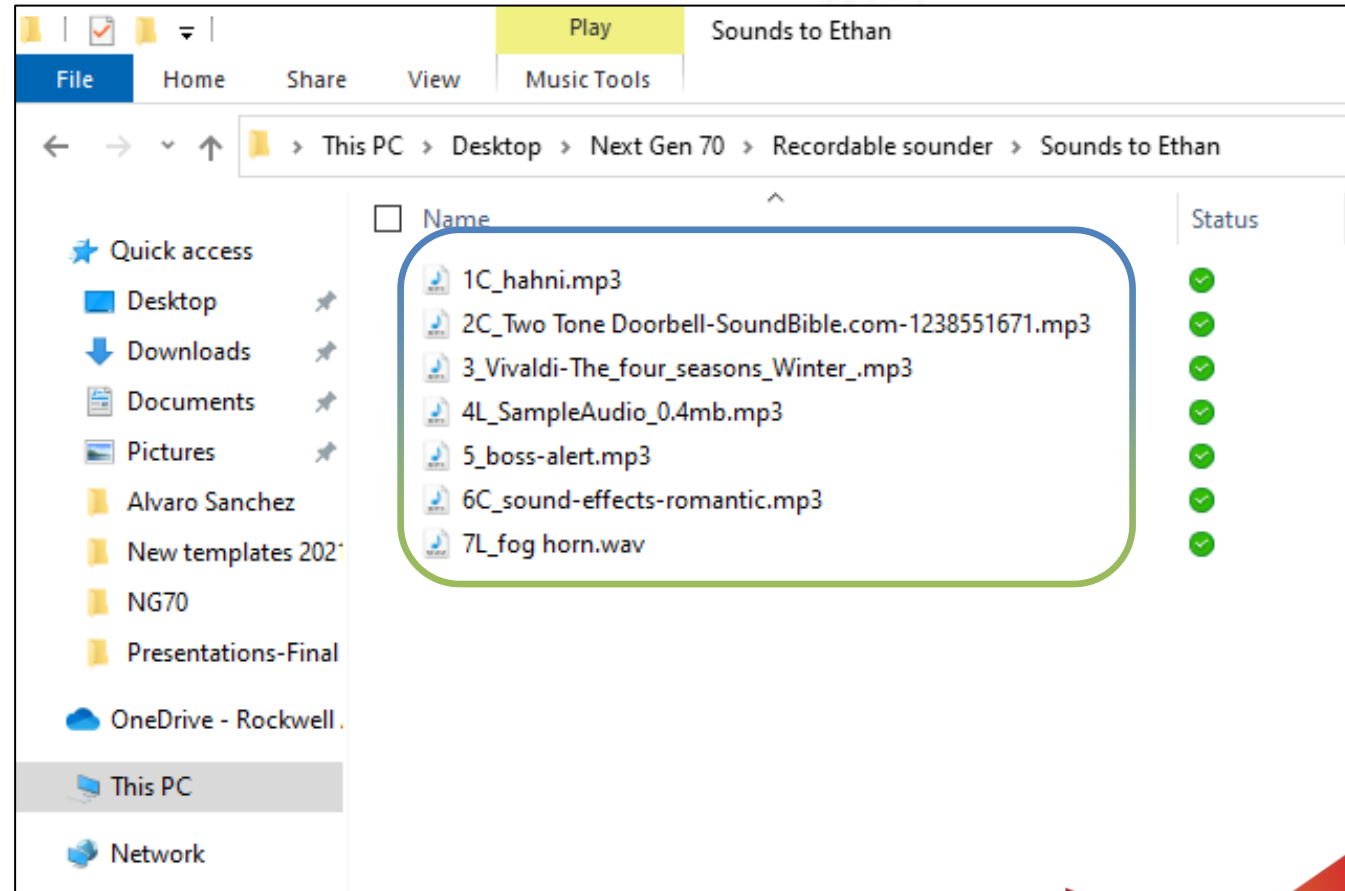 Play Sounds to Ethan
File Home Share View Music Tools
This PC > Desktop > Next Gen 70 > Recordable sounder > Sounds to Ethan
Name Status
Quick access
Desktop
Downloads
Documents
Pictures
Alvaro Sanchez
New templates 2021
NG70
Presentations-Final
OneDrive - Rockwell
This PC
Network
1C_hahni.mp3
2C_Two Tone Doorbell-SoundBible.com-1238551671.mp3
3_Vivaldi-The_four_seasons_Winter_.mp3
4L_SampleAudio_0.4mb.mp3
5_boss-alert.mp3
6C_sound-effects-romantic.mp3
7L_fog horn.wav